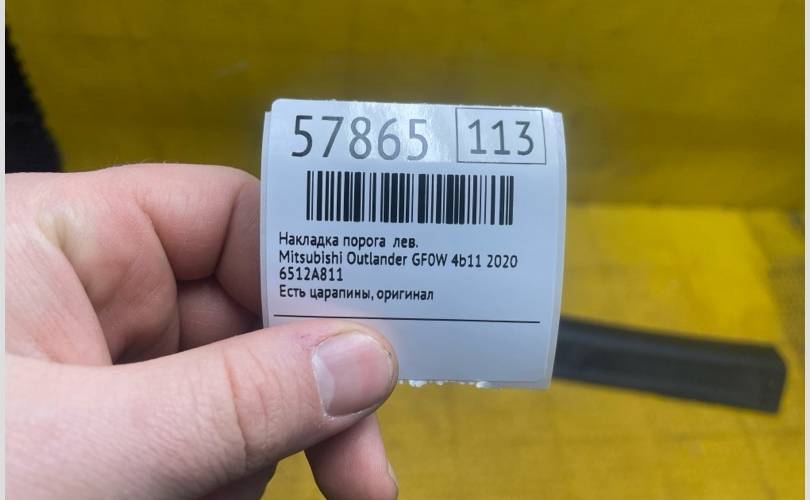 57865 113
Накладка порога лев.
Mitsubishi Outlander GF0W 4b11 2020
6512A811
Есть царапины, оригинал